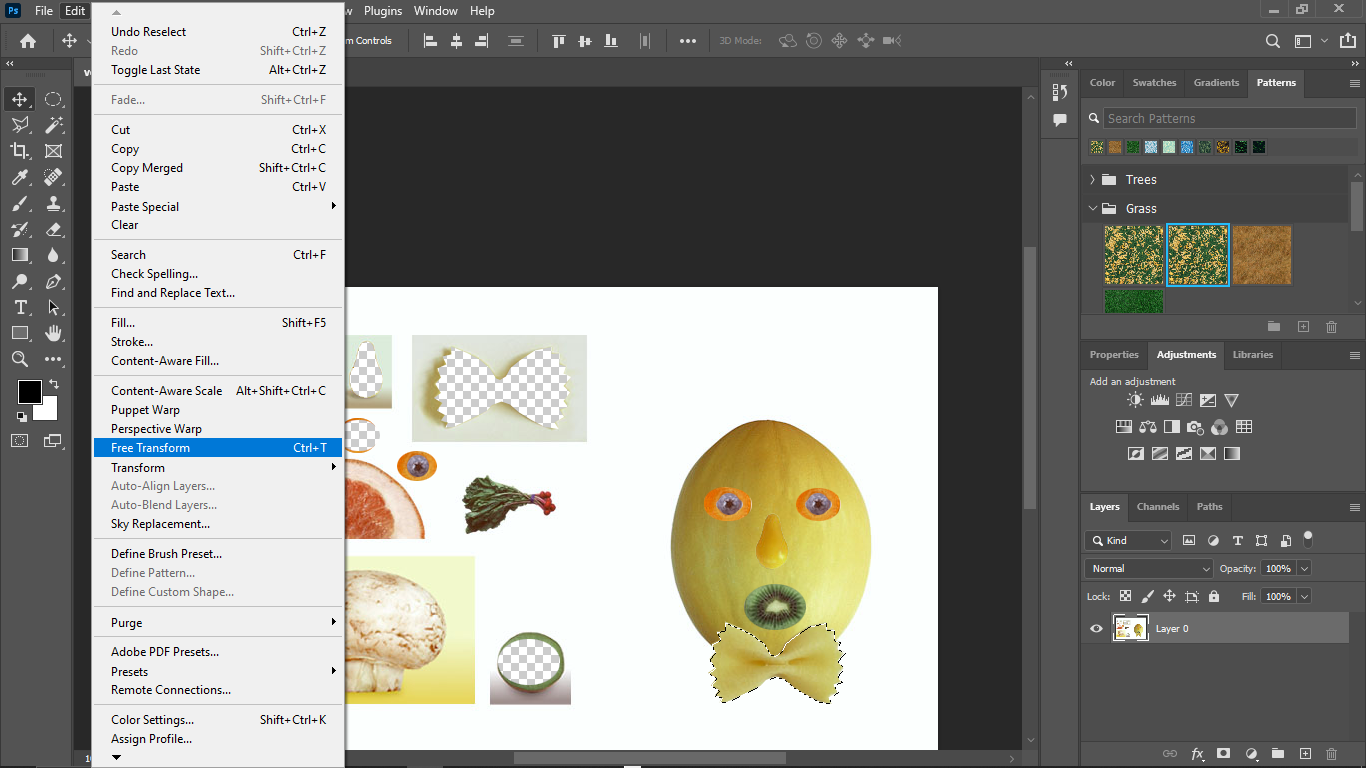 Ps File Edit Plugins Window Help
Undo Reselect Ctrl+Z
Redo Shift+Ctrl+Z
Toggle Last State Alt+Ctrl+Z
Fade... Shift+Ctrl+F
Cut Ctrl+X
Copy Ctrl+C
Copy Merged Shift+Ctrl+C
Paste Ctrl+V
Paste Special
Clear
Search Ctrl+F
Check Spelling...
Find and Replace Text...
Fill... Shift+F5
Stroke...
Content-Aware Fill...
Content-Aware Scale Alt+Shift+Ctrl+C
Puppet Warp
Perspective Warp
Free Transform Ctrl+T
Transform
Auto-Align Layers...
Auto-Blend Layers...
Sky Replacement...
Define Brush Preset...
Define Pattern...
Define Custom Shape...
Purge
Adobe PDF Presets...
Presets
Remote Connections...
Color Settings... Shift+Ctrl+K
Assign Profile...
Controls
3D Mode:
Color Swatches Gradients Patterns
Search Patterns
Trees
Grass
Properties Adjustments Libraries
Add an adjustment
Layers Channels Paths
Kind
Normal Opacity: 100%
Lock: Fill: 100%
Layer 0